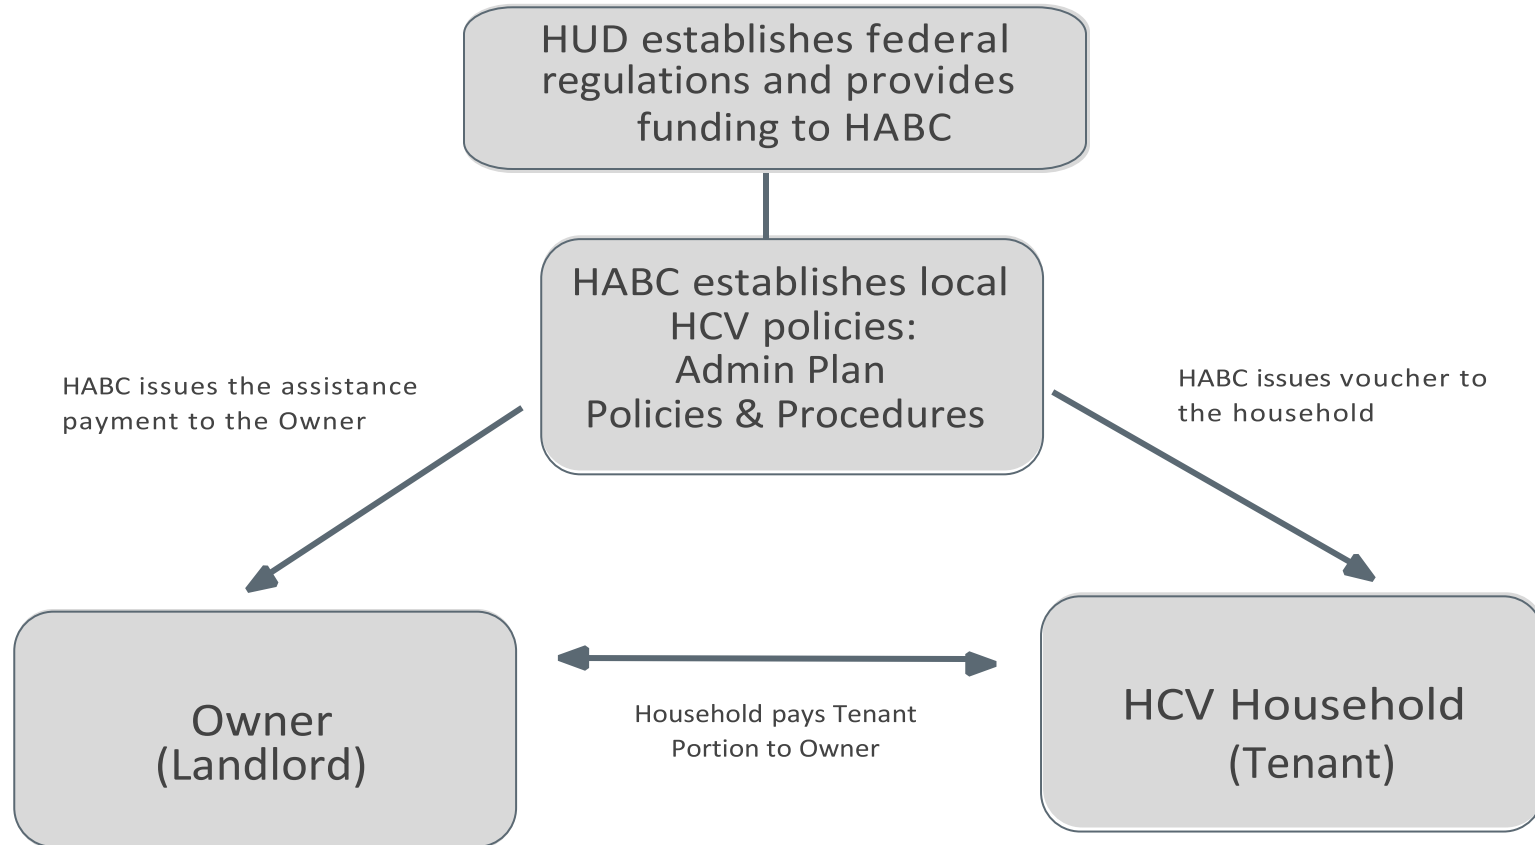 HUD establishes federal
regulations and provides
funding to HABC
HABC establishes local
HCV policies:
Admin Plan
Policies & Procedures
HABC issues the assistance
payment to the Owner
HABC issues voucher to
the household
Owner
(Landlord)
Household pays Tenant
Portion to Owner
HCV Household
(Tenant)